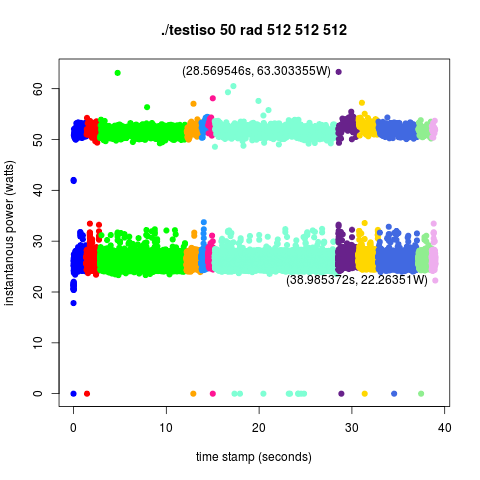 ./testiso 50 rad 512 512 512
(28.569546s, 63.303355W)
(38.985372s, 22.26351W)
instantanous power (watts)
0 10 20 30 40 50 60
0 10 20 30 40
time stamp (seconds)